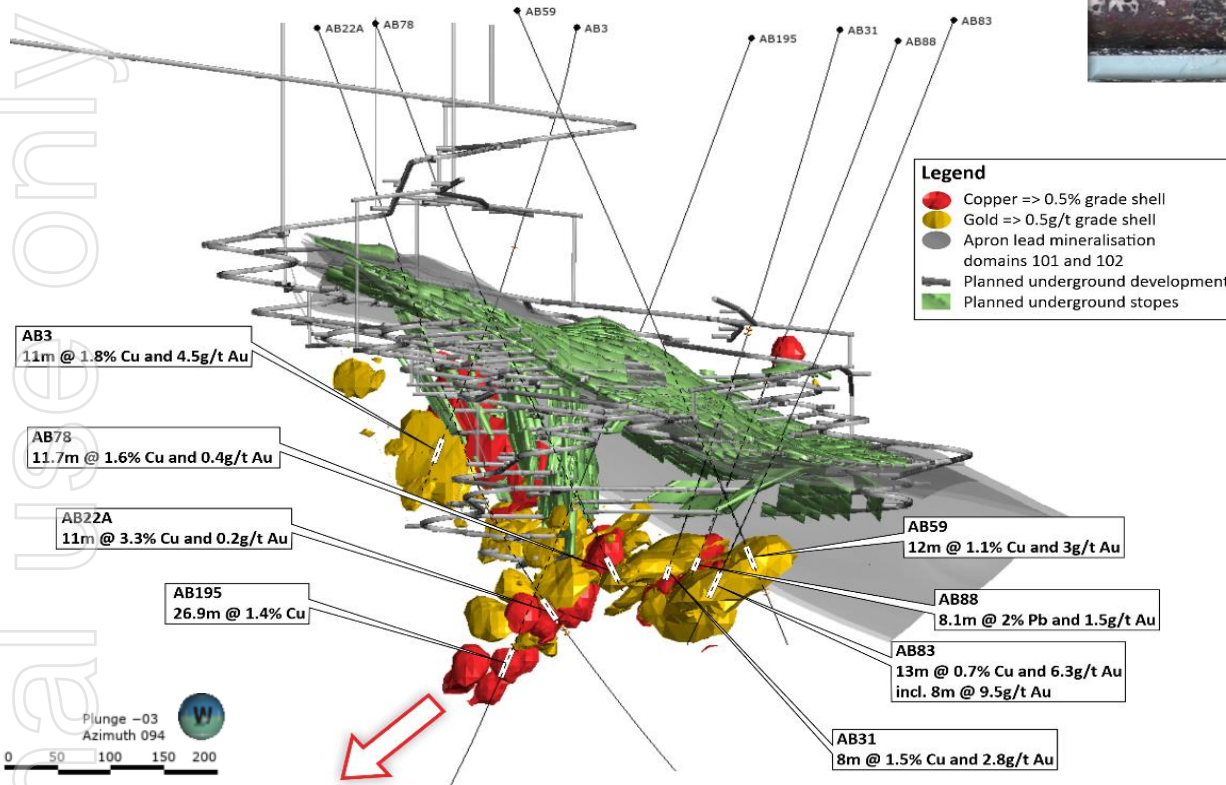 AB22A
AB78
AB59
AB3
AB195
AB31
AB88
AB83
Legend
Copper => 0.5% grade shell
Gold => 0.5g/t grade shell
Apron lead mineralisation
domains 101 and 102
Planned underground development
Planned underground stopes
AB3
11m @ 1.8% Cu and 4.5g/t Au
AB78
11.7m @ 1.6% Cu and 0.4g/t Au
AB22A
11m @ 3.3% Cu and 0.2g/t Au
AB195
26.9m @ 1.4% Cu
AB59
12m @ 1.1% Cu and 3g/t Au
AB88
8.1m @ 2% Pb and 1.5g/t Au
AB83
13m @ 0.7% Cu and 6.3g/t Au
incl. 8m @ 9.5g/t Au
AB31
8m @ 1.5% Cu and 2.8g/t Au
Plunge −03
Azimuth 094
W
0 50 100 150 200
nal use only